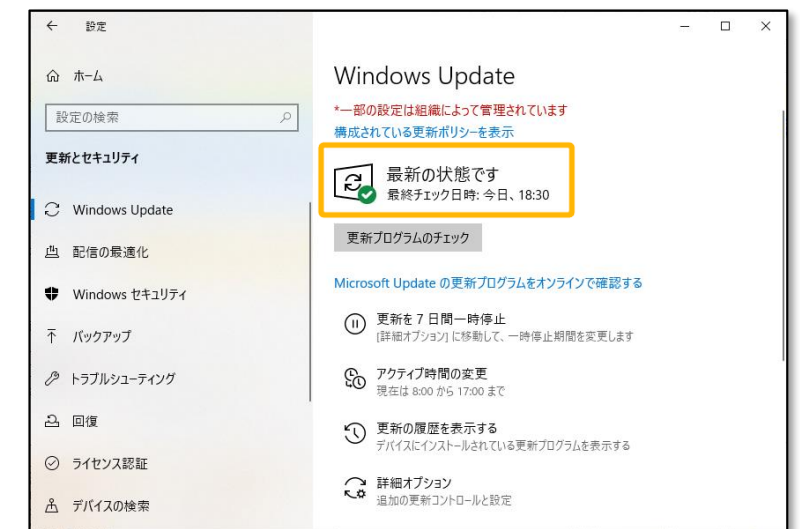 設定
ホーム
設定の検索
更新とセキュリティ
Windows Update
配信の最適化
Windows セキュリティ
バックアップ
トラブルシューティング
回復
ライセンス認証
デバイスの検索
Windows Update
*一部の設定は組織によって管理されています
構成されている更新ポリシーを表示
最新の状態です
最終チェック日時: 今日、18:30
更新プログラムのチェック
Microsoft Update の更新プログラムをオンラインで確認する
更新を 7 日間一時停止
[詳細オプション] に移動して、一時停止期間を変更します
アクティブ時間の変更
現在は 8:00 から 17:00 まで
更新の履歴を表示する
デバイスにインストールされている更新プログラムを表示する
詳細オプション
追加の更新コントロールと設定